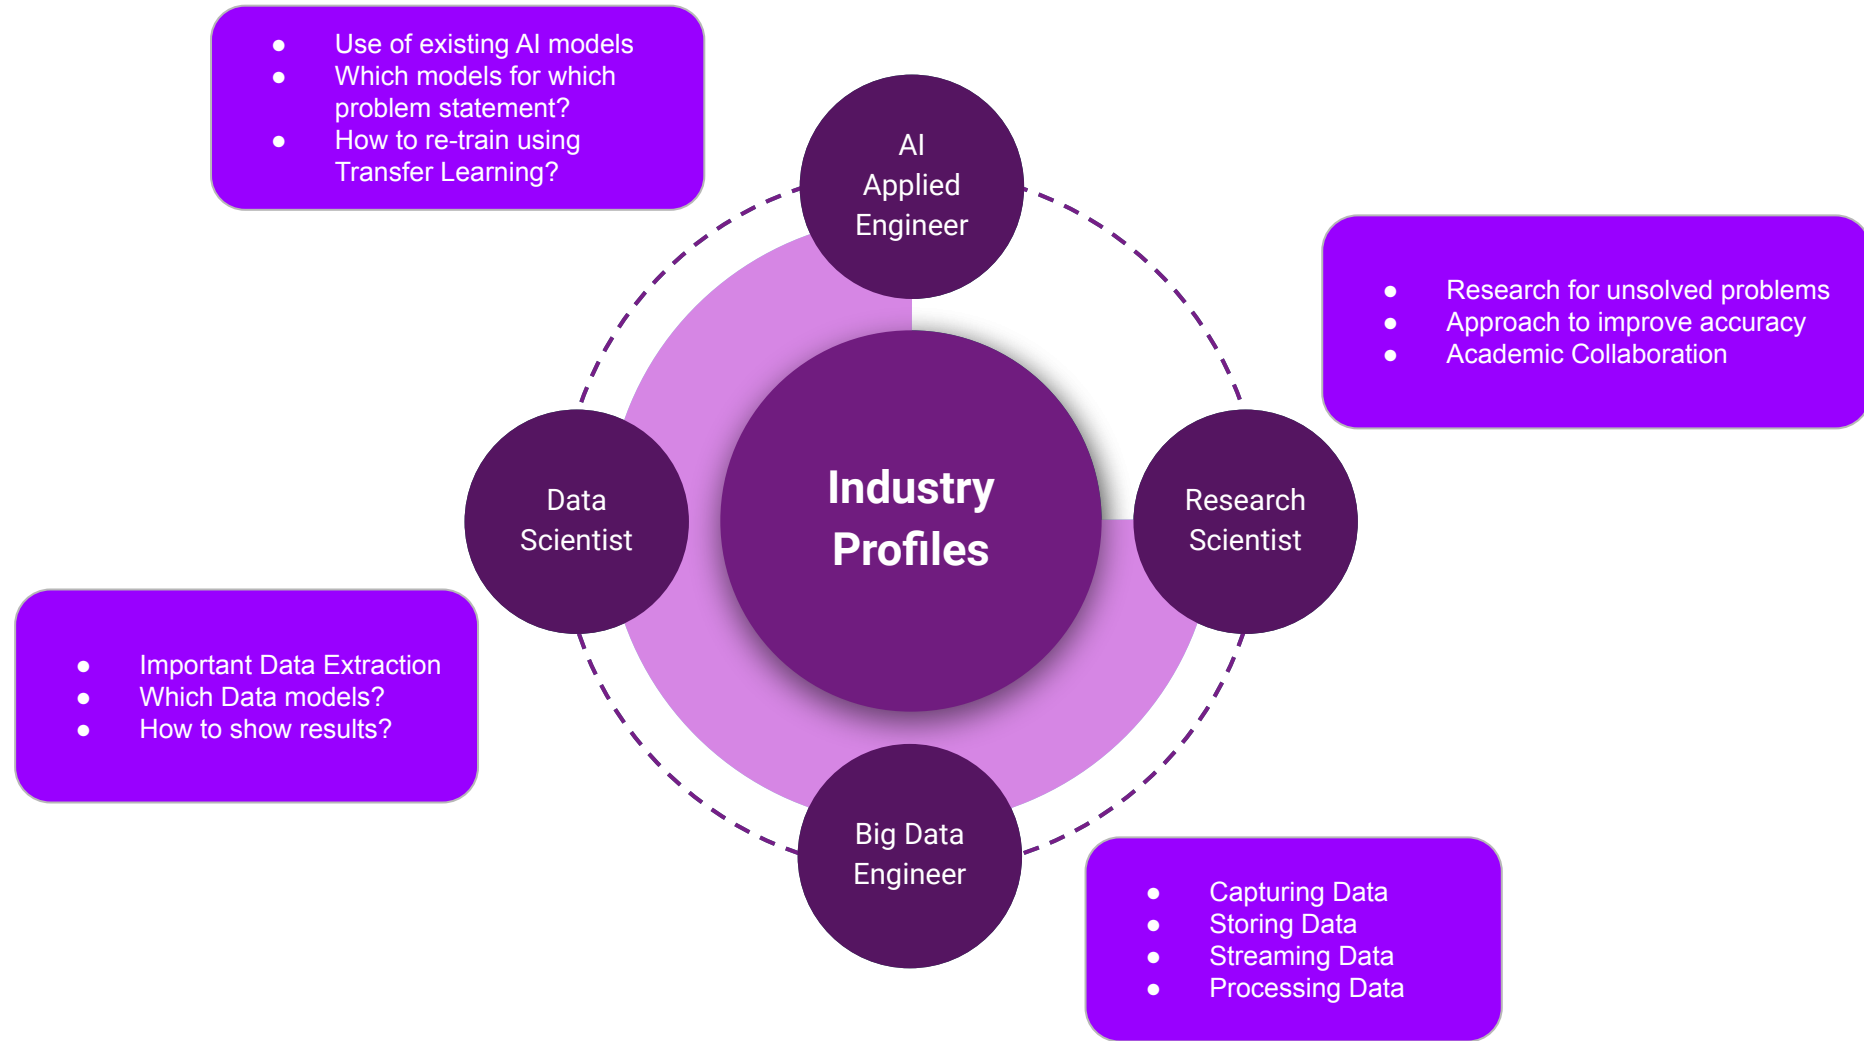 ● Use of existing AI models
● Which models for which
problem statement?
● How to re-train using
Transfer Learning?
AI
Applied
Engineer
● Research for unsolved problems
● Approach to improve accuracy
● Academic Collaboration
Industry
Profiles
Data
Scientist
Research
Scientist
● Important Data Extraction
● Which Data models?
● How to show results?
Big Data
Engineer
● Capturing Data
● Storing Data
● Streaming Data
● Processing Data